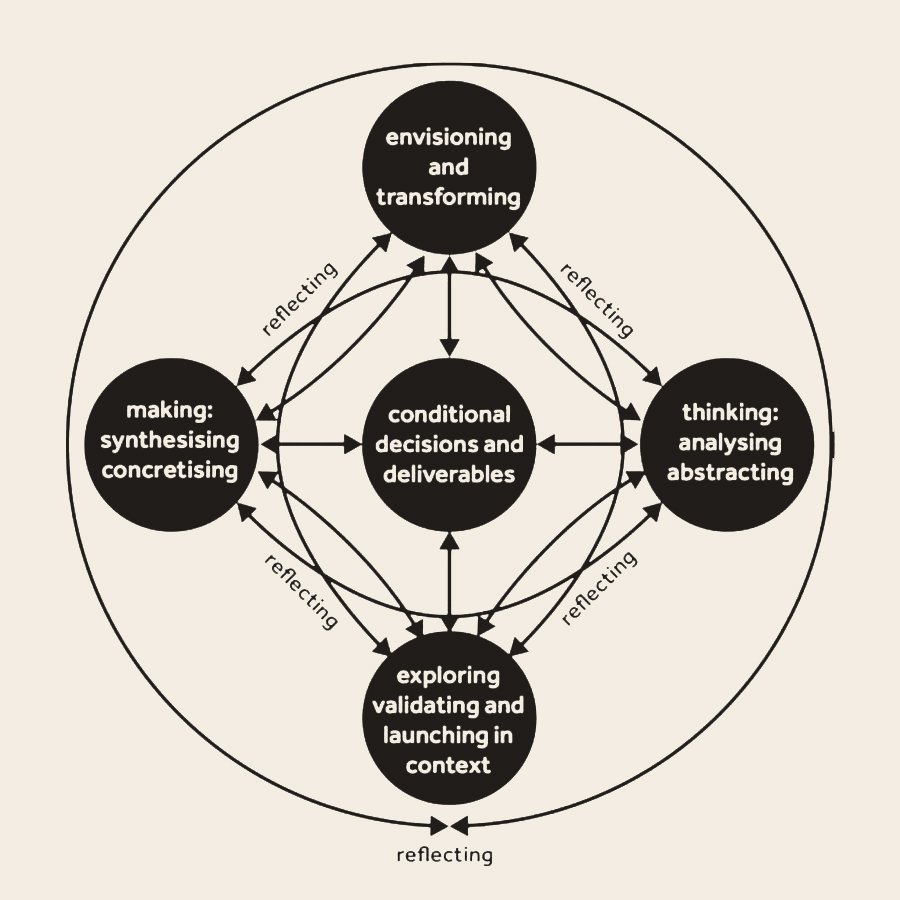 envisioning
and
transforming
reflecting
reflecting
making:
synthesising
concretising
conditional
decisions and
deliverables
thinking:
analysing
abstracting
reflecting
reflecting
exploring
validating and
launching in
context
reflecting